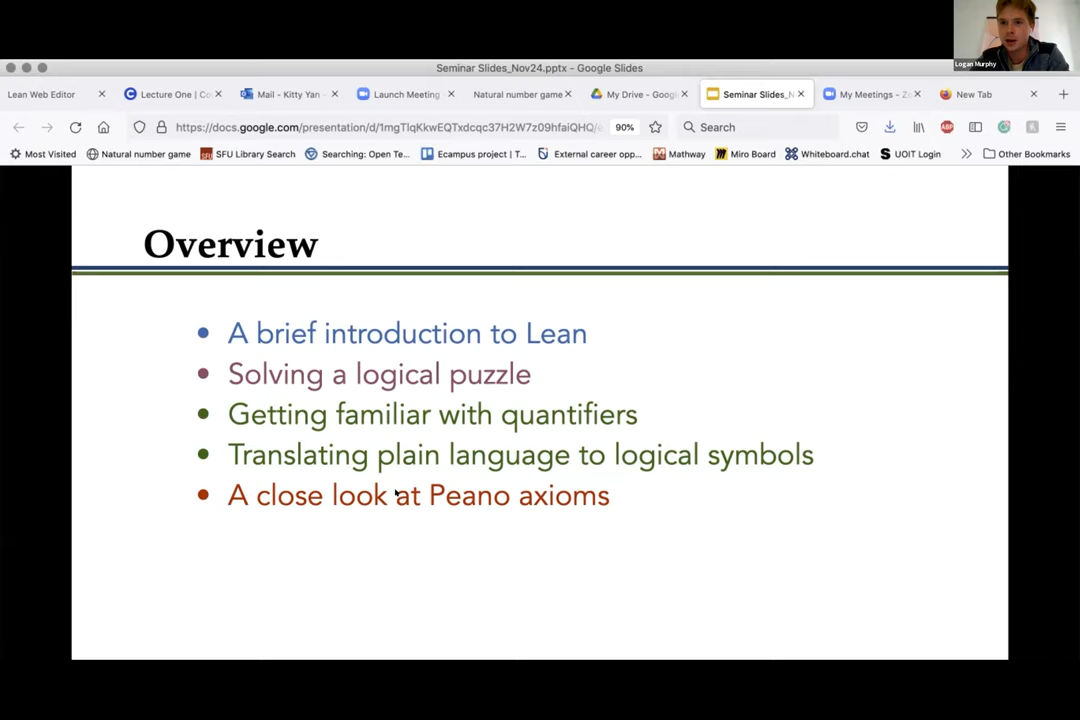 Logan Murphy
Seminar Slides_Nov24.pptx - Google Slides
Lean Web Editor
Lecture One | Co
Mail - Kitty Yan -
Launch Meeting
Natural number game
My Drive - Goog
Seminar Slides_N
My Meetings - Z
New Tab
https://docs.google.com/presentation/d/1mgTlqKkwEQTxdcqc37H2W7z09hfaiQHQ/e
90%
Search
Most Visited
Natural number game
SFU Library Search
Searching: Open Te...
Ecampus project | T...
External career opp...
Mathway
Miro Board
Whiteboard.chat
UOIT Login
Other Bookmarks
Overview
• A brief introduction to Lean
• Solving a logical puzzle
• Getting familiar with quantifiers
• Translating plain language to logical symbols
• A close look at Peano axioms